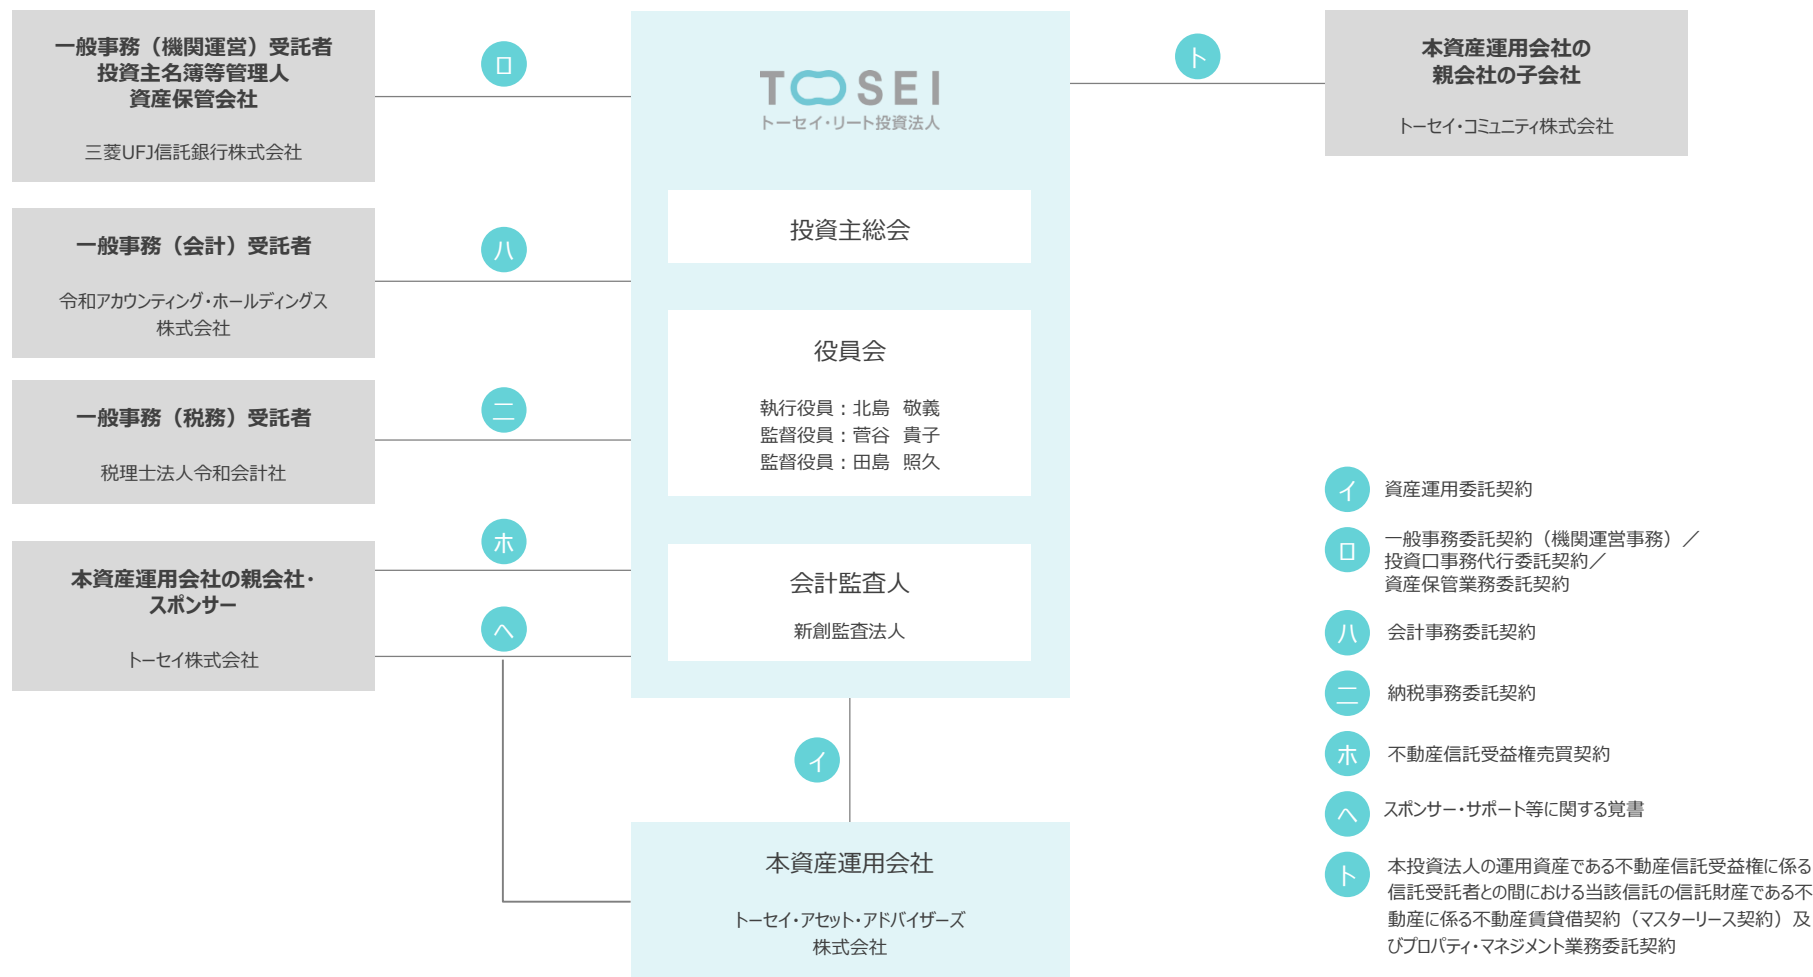 一般事務（機関運営）受託者
投資主名簿等管理人
資産保管会社
三菱UFJ信託銀行株式会社
ロ
一般事務（会計）受託者
令和アカウンティング・ホールディングス
株式会社
ハ
一般事務（税務）受託者
税理士法人令和会計社
ニ
本資産運用会社の親会社・
スポンサー
トーセイ株式会社
ホ
ヘ
TOSEI
トーセイ・リート投資法人
投資主総会
役員会
執行役員：北島 敬義
監督役員：菅谷 貴子
監督役員：田島 照久
会計監査人
新創監査法人
イ
本資産運用会社
トーセイ・アセット・アドバイザーズ
株式会社
ト
本資産運用会社の
親会社の子会社
トーセイ・コミュニティ株式会社
イ 資産運用委託契約
ロ 一般事務委託契約（機関運営事務）／
投資口事務代行委託契約／
資産保管業務委託契約
ハ 会計事務委託契約
ニ 納税事務委託契約
ホ 不動産信託受益権売買契約
ヘ スポンサー・サポート等に関する覚書
ト 本投資法人の運用資産である不動産信託受益権に係る
信託受託者との間における当該信託の信託財産である不
動産に係る不動産賃貸借契約（マスターリース契約）及
びプロパティ・マネジメント業務委託契約